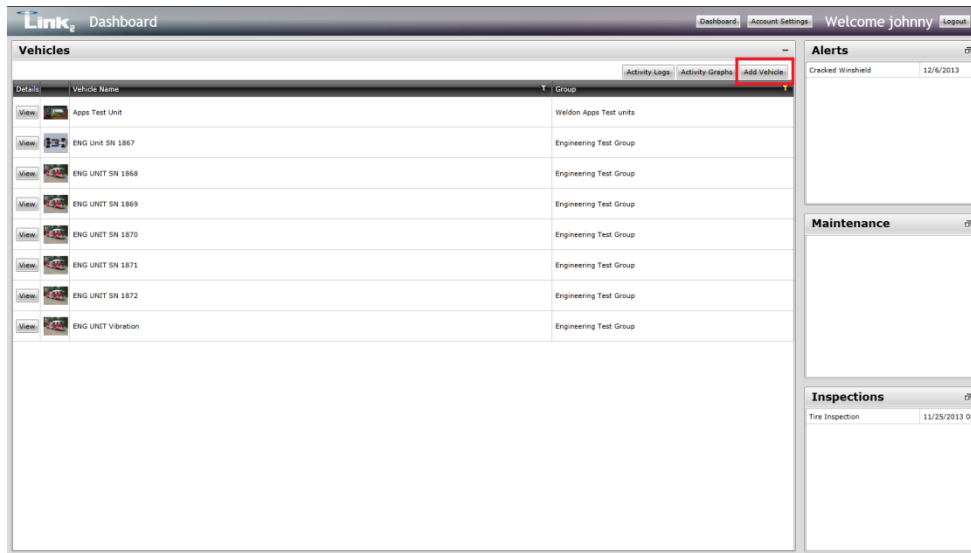 Link2 Dashboard Dashboard Account Settings Welcome johnny Logout
Vehicles
Activity Logs Activity Graphs Add Vehicle
Details Vehicle Name Group
View Apps Test Unit Weldon Apps Test units
View ENG Unit SN 1867 Engineering Test Group
View ENG UNIT SN 1868 Engineering Test Group
View ENG UNIT SN 1869 Engineering Test Group
View ENG UNIT SN 1870 Engineering Test Group
View ENG UNIT SN 1871 Engineering Test Group
View ENG UNIT SN 1872 Engineering Test Group
View ENG UNIT Vibration Engineering Test Group
Alerts
Cracked Winshield 12/6/2013
Maintenance
Inspections
Tire Inspection 11/25/2013